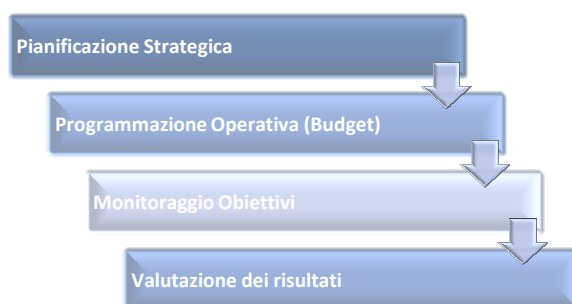 Pianificazione Strategica
Programmazione Operativa (Budget)
Monitoraggio Obiettivi
Valutazione dei risultati